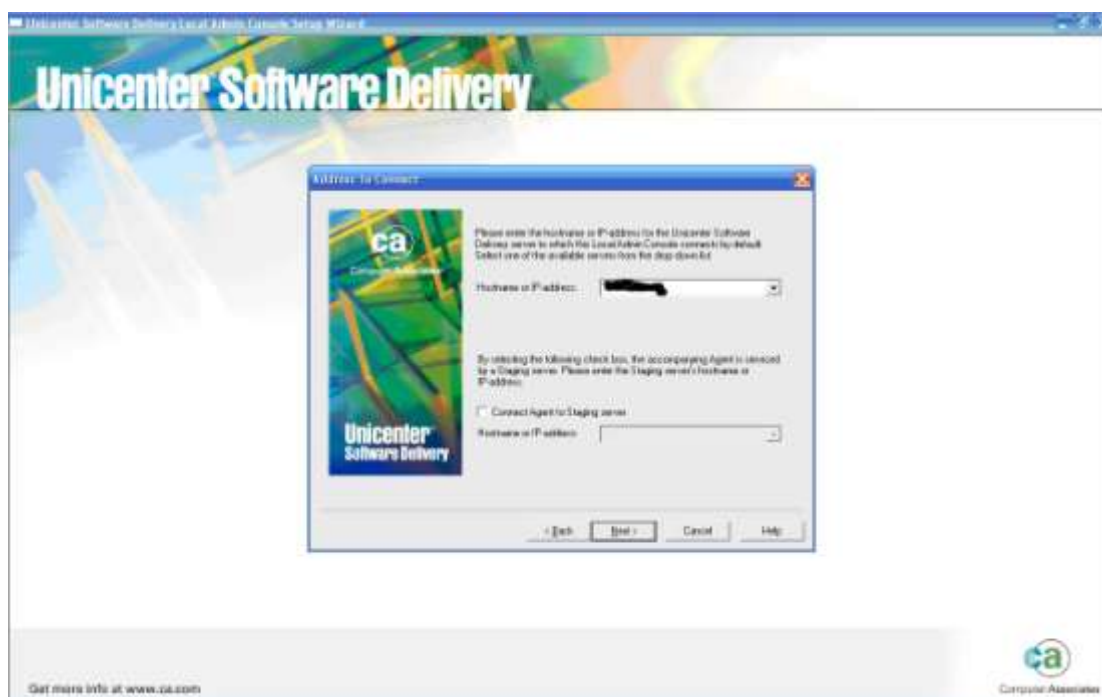 Unicenter Software Delivery Local Admin Console Setup Wizard
Unicenter Software Delivery
Address To Connect
ca
Computer Associates
Please enter the hostname or IP-address for the Unicenter Software
Delivery server to which this Local Admin Console connects by default.
Select one of the available servers from the drop down list
Hostname or IP-address:
By selecting the following check box, the accompanying Agent is serviced
by a Staging server. Please enter the Staging server's hostname or
IP-address.
Connect Agent to Staging server
Hostname or IP-address:
Unicenter
Software Delivery
< Back
Next >
Cancel
Help
Get more info at www.ca.com
ca
Computer Associates